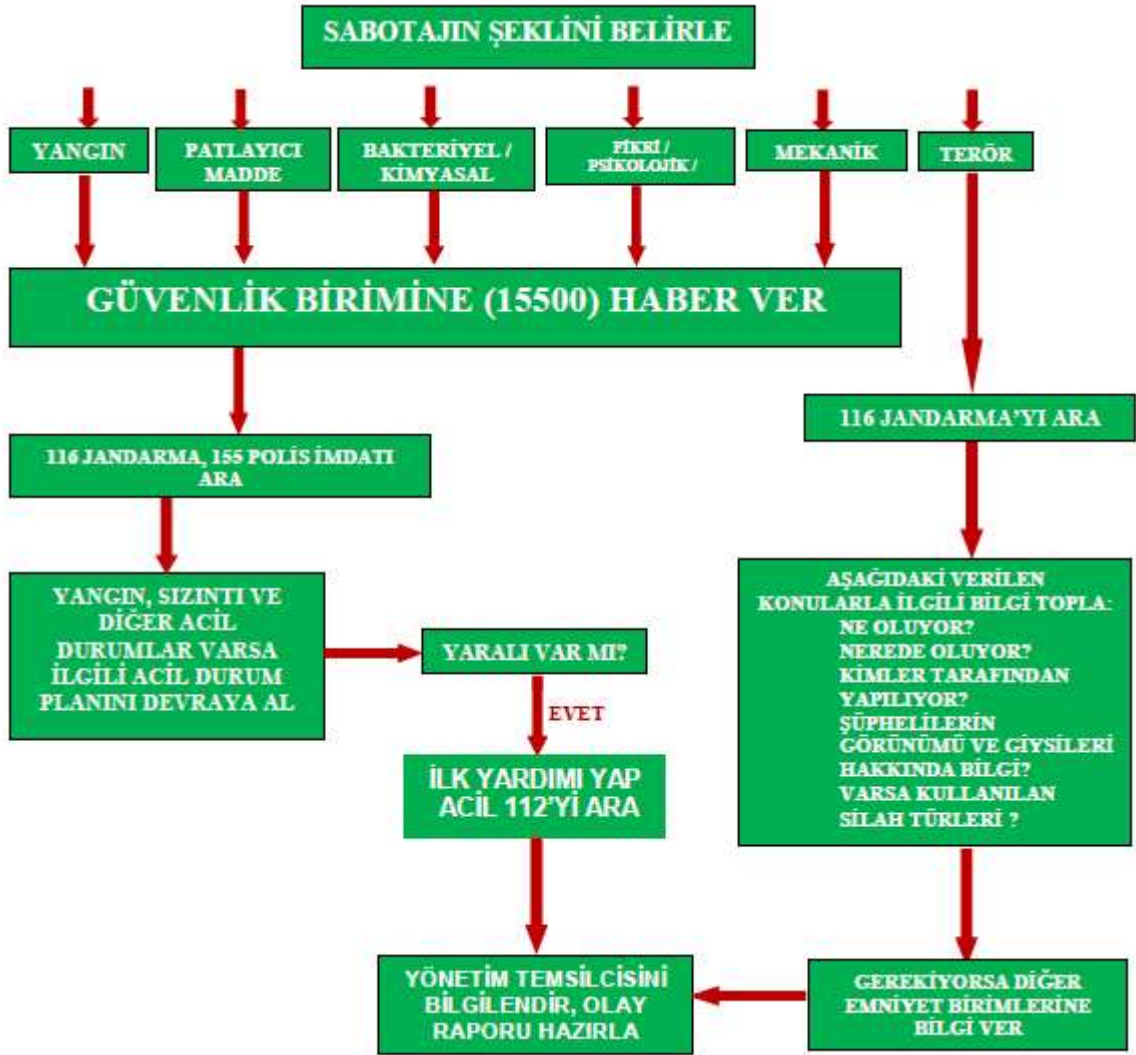 SABOTAJIN ŞEKLİNİ BELİRLE
YANGIN
PATLAYICI
MADDE
BAKTERİYEL /
KİMYASAL
FİKRİ /
PSİKOLOJİK /
MEKANİK
TERÖR
GÜVENLİK BİRİMİNE (15500) HABER VER
116 JANDARMA'YI ARA
116 JANDARMA, 155 POLİS İMDATI
ARA
YANGIN, SIZINTI VE
DİĞER ACİL
DURUMLAR VARSA
İLGİLİ ACİL DURUM
PLANINI DEVRAYA AL
YARALI VAR MI?
EVET
İLK YARDIMI YAP
ACİL 112'Yİ ARA
AŞAĞIDAKİ VERİLEN
KONULARLA İLGİLİ BİLGİ TOPLA:
NE OLUYOR?
NEREDE OLUYOR?
KİMLER TARAFINDAN
YAPILIYOR?
ŞÜPHELİLERİN
GÖRÜNÜMÜ VE GİYSİLERİ
HAKKINDA BİLGİ?
VARSA KULLANILAN
SİLAH TÜRLERİ ?
YÖNETİM TEMSİLCİSİNİ
BİLGİLENDİR, OLAY
RAPORU HAZIRLA
GEREKİYORSA DİĞER
EMNİYET BİRİMLERİNE
BİLGİ VER